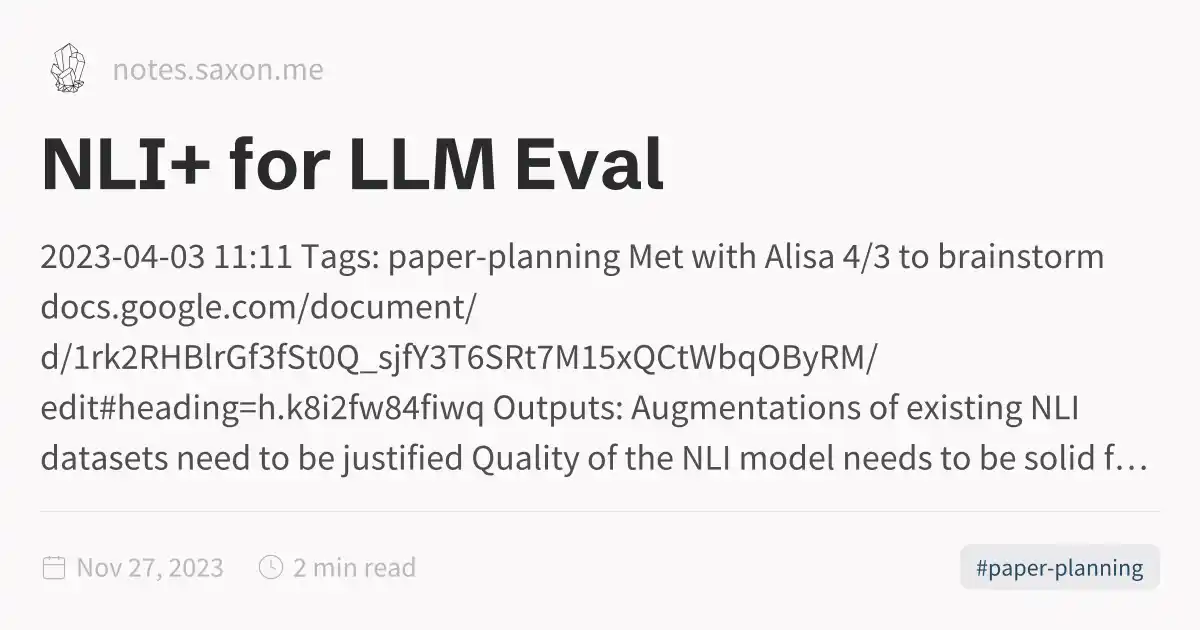 notes.saxon.me
NLI+ for LLM Eval
2023-04-03 11:11 Tags: paper-planning Met with Alisa 4/3 to brainstorm
docs.google.com/document/
d/1rk2RHBlrGf3fSt0Q_sjfY3T6SRt7M15xQCtWbqOByRM/
edit#heading=h.k8i2fw84fiwq Outputs: Augmentations of existing NLI
datasets need to be justified Quality of the NLI model needs to be solid f…
Nov 27, 2023
2 min read
#paper-planning